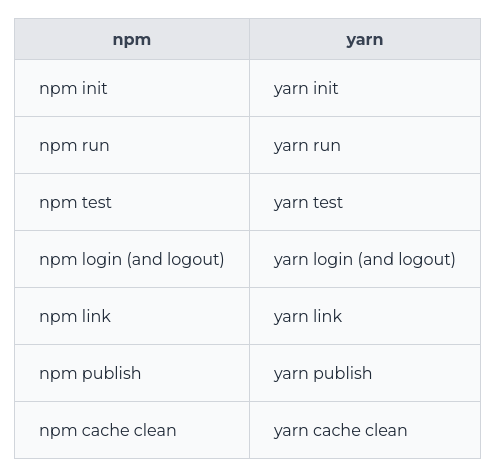 npm yarn
npm init yarn init
npm run yarn run
npm test yarn test
npm login (and logout) yarn login (and logout)
npm link yarn link
npm publish yarn publish
npm cache clean yarn cache clean